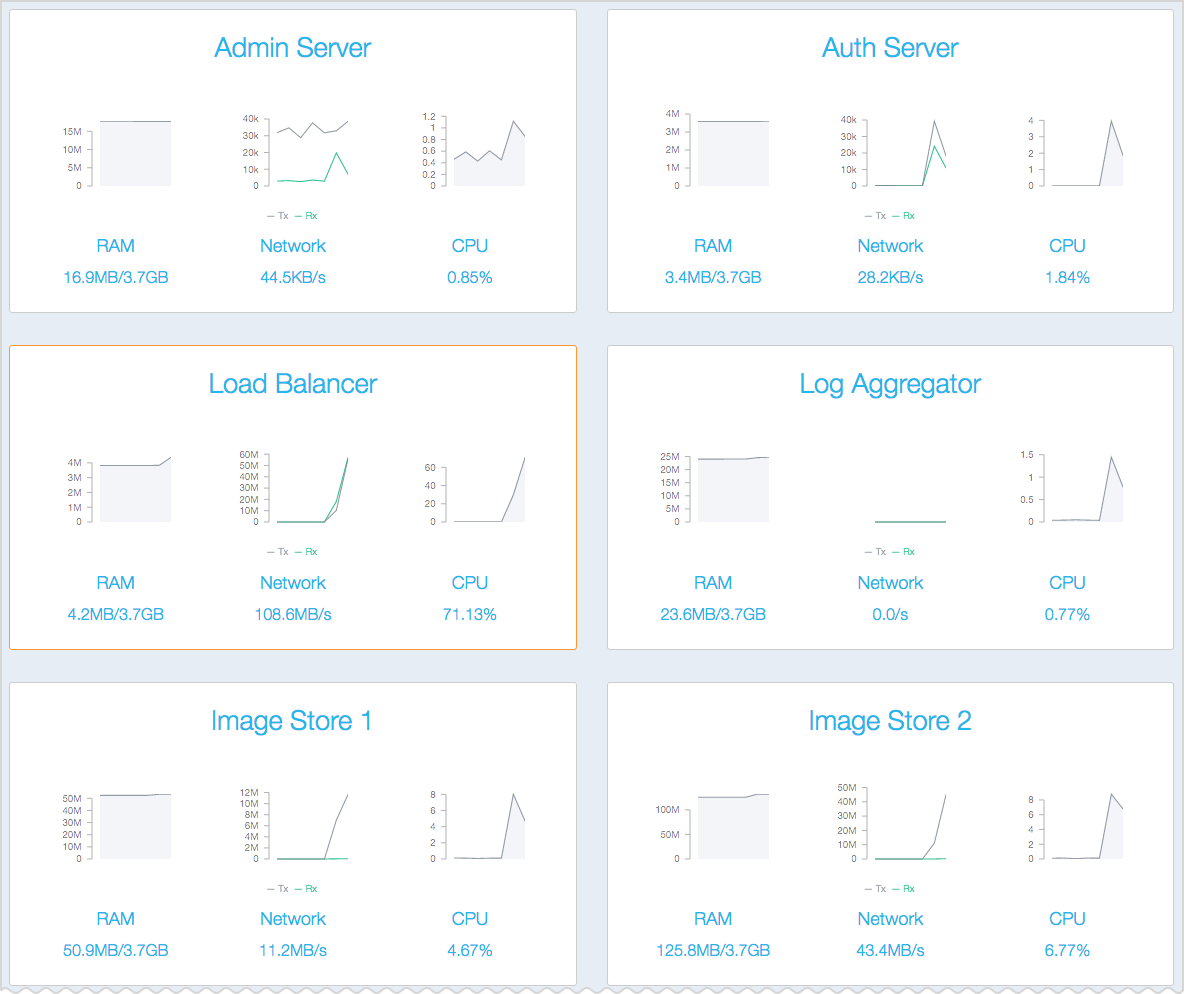 Admin Server
15M
10M
5M
0
40k
30k
20k
10k
0
1.2
1
0.8
0.6
0.4
0.2
0
Tx Rx
RAM Network CPU
16.9MB/3.7GB 44.5KB/s 0.85%
Auth Server
4M
3M
2M
1M
0
40k
30k
20k
10k
0
4
3
2
1
0
Tx Rx
RAM Network CPU
3.4MB/3.7GB 28.2KB/s 1.84%
Load Balancer
4M
3M
2M
1M
0
60M
50M
40M
30M
20M
10M
0
60
40
20
0
Tx Rx
RAM Network CPU
4.2MB/3.7GB 108.6MB/s 71.13%
Log Aggregator
25M
20M
15M
10M
5M
0
1.5
1
0.5
0
Tx Rx
RAM Network CPU
23.6MB/3.7GB 0.0/s 0.77%
Image Store 1
50M
40M
30M
20M
10M
0
12M
10M
8M
6M
4M
2M
0
8
6
4
2
0
Tx Rx
RAM Network CPU
50.9MB/3.7GB 11.2MB/s 4.67%
Image Store 2
100M
50M
0
50M
40M
30M
20M
10M
0
8
6
4
2
0
Tx Rx
RAM Network CPU
125.8MB/3.7GB 43.4MB/s 6.77%